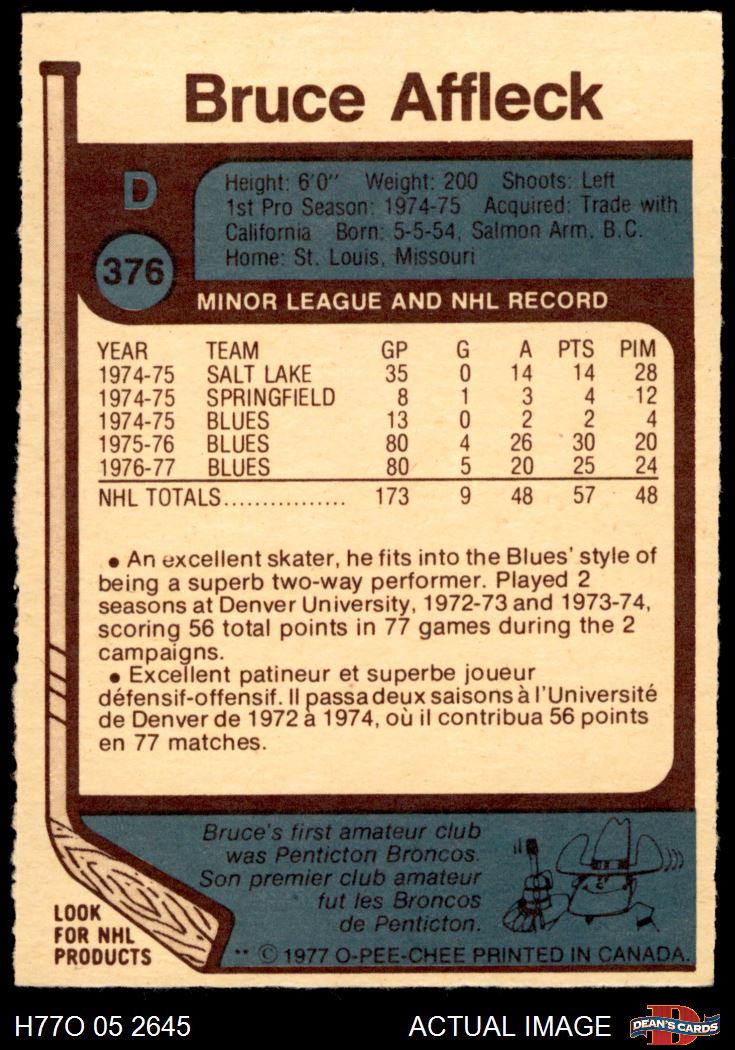 Bruce Affleck
D
Height: 6'0" Weight: 200 Shoots: Left
1st Pro Season: 1974-75 Acquired: Trade with
California Born: 5-5-54, Salmon Arm, B.C.
Home: St. Louis, Missouri
376
MINOR LEAGUE AND NHL RECORD
YEAR TEAM GP G A PTS PIM
1974-75 SALT LAKE 35 0 14 14 28
1974-75 SPRINGFIELD 8 1 3 4 12
1974-75 BLUES 13 0 2 2 4
1975-76 BLUES 80 4 26 30 20
1976-77 BLUES 80 5 20 25 24
NHL TOTALS................ 173 9 48 57 48
• An excellent skater, he fits into the Blues' style of
being a superb two-way performer. Played 2
seasons at Denver University, 1972-73 and 1973-74,
scoring 56 total points in 77 games during the 2
campaigns.
• Excellent patineur et superbe joueur
défensif-offensif. Il passa deux saisons à l'Université
de Denver de 1972 à 1974, où il contribua 56 points
en 77 matches.
Bruce's first amateur club
was Penticton Broncos.
Son premier club amateur
fut les Broncos
de Penticton.
LOOK
FOR NHL
PRODUCTS
** © 1977 O-PEE-CHEE PRINTED IN CANADA.
H77O 05 2645 ACTUAL IMAGE
DEAN'S CARDS